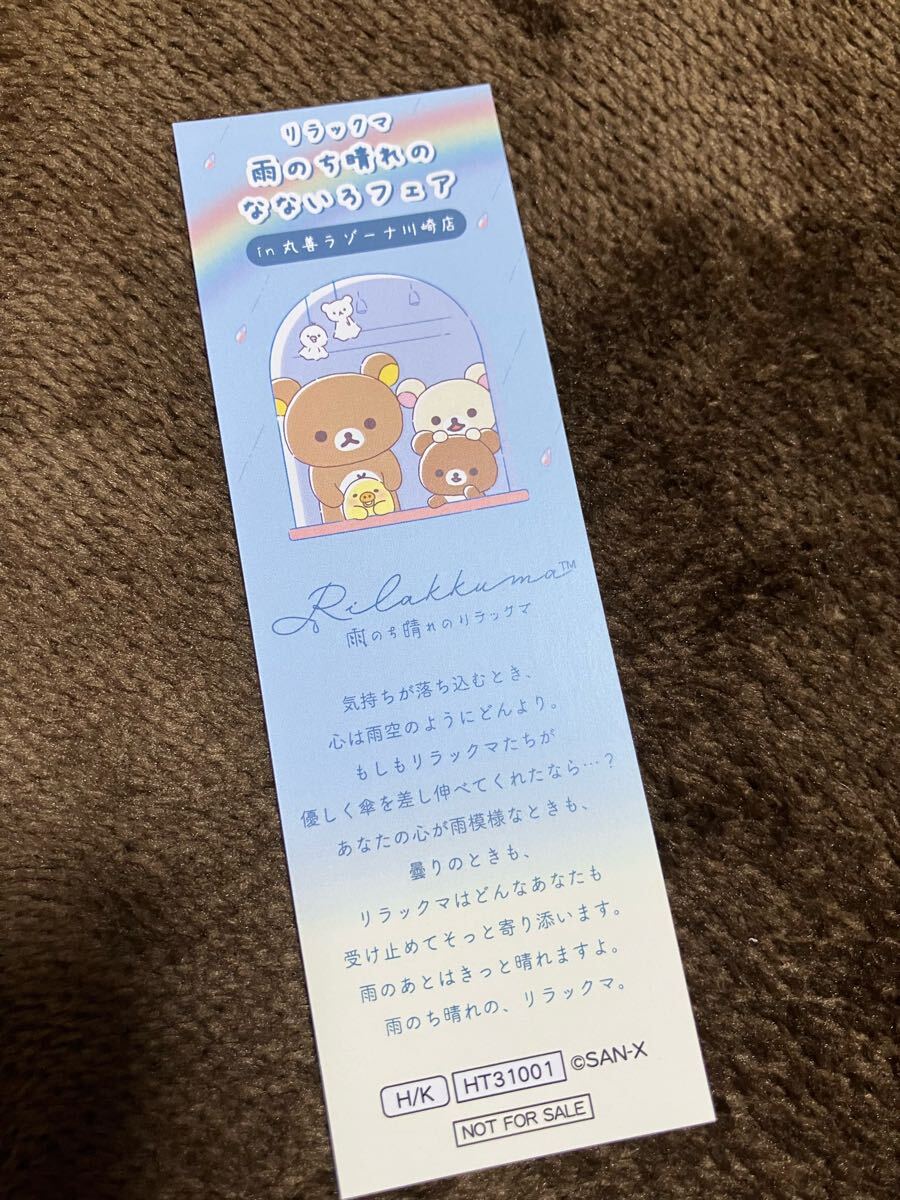 リラックマ
雨のち晴れの
なないろフェア
in 丸善ラゾーナ川崎店
Rilakkuma™
雨のち晴れのリラックマ
気持ちが落ち込むとき、
心は雨空のようにどんより。
もしもリラックマたちが
優しく傘を差し伸べてくれたなら…？
あなたの心が雨模様なときも、
曇りのときも、
リラックマはどんなあなたも
受け止めてそっと寄り添います。
雨のあとはきっと晴れますよ。
雨のち晴れの、リラックマ。
H/K HT31001 ©SAN-X
NOT FOR SALE